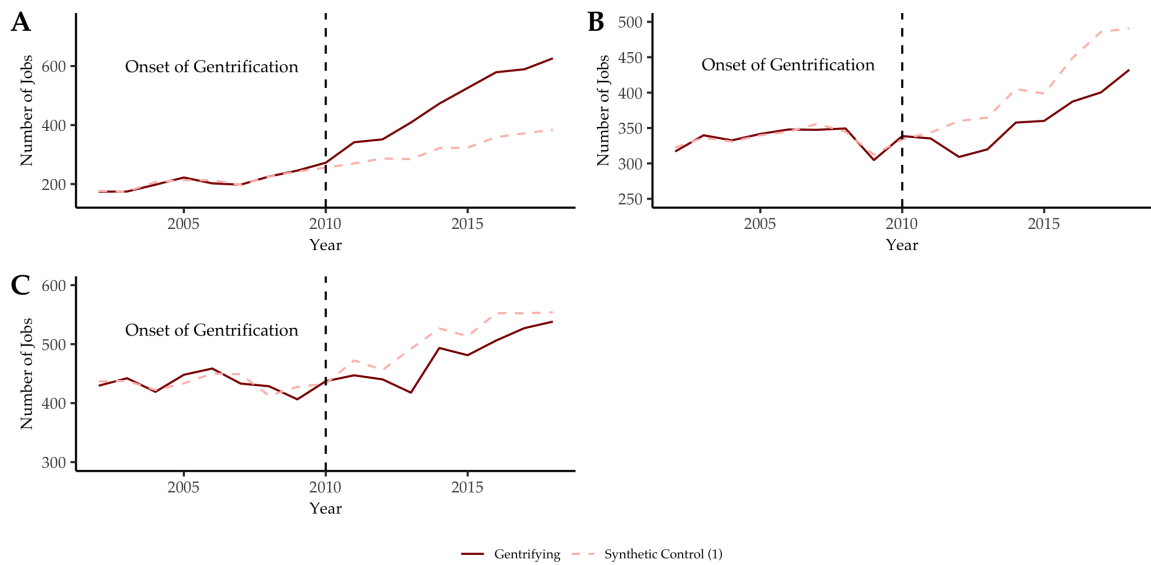 A
Number of Jobs
600
400
200
Onset of Gentrification
2005
2010
2015
Year
B
Number of Jobs
500
450
400
350
300
250
Onset of Gentrification
2005
2010
2015
Year
C
Number of Jobs
600
500
400
300
Onset of Gentrification
2005
2010
2015
Year
Gentrifying Synthetic Control (1)